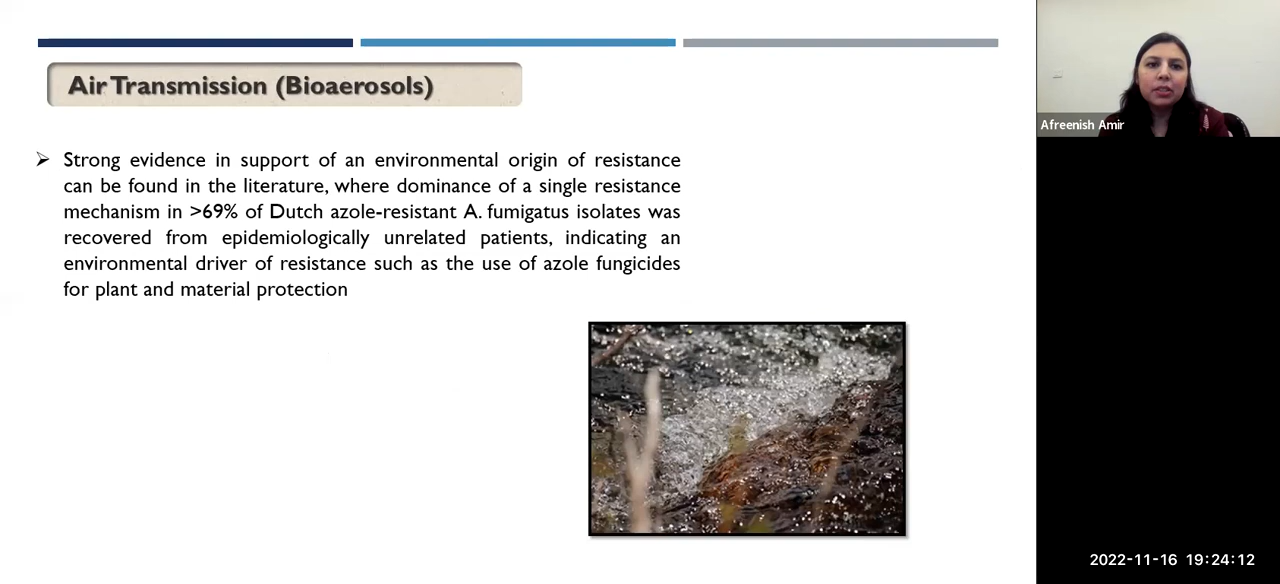 Air Transmission (Bioaerosols)
Strong evidence in support of an environmental origin of resistance
can be found in the literature, where dominance of a single resistance
mechanism in >69% of Dutch azole-resistant A. fumigatus isolates was
recovered from epidemiologically unrelated patients, indicating an
environmental driver of resistance such as the use of azole fungicides
for plant and material protection
Afreenish Amir
2022-11-16 19:24:12